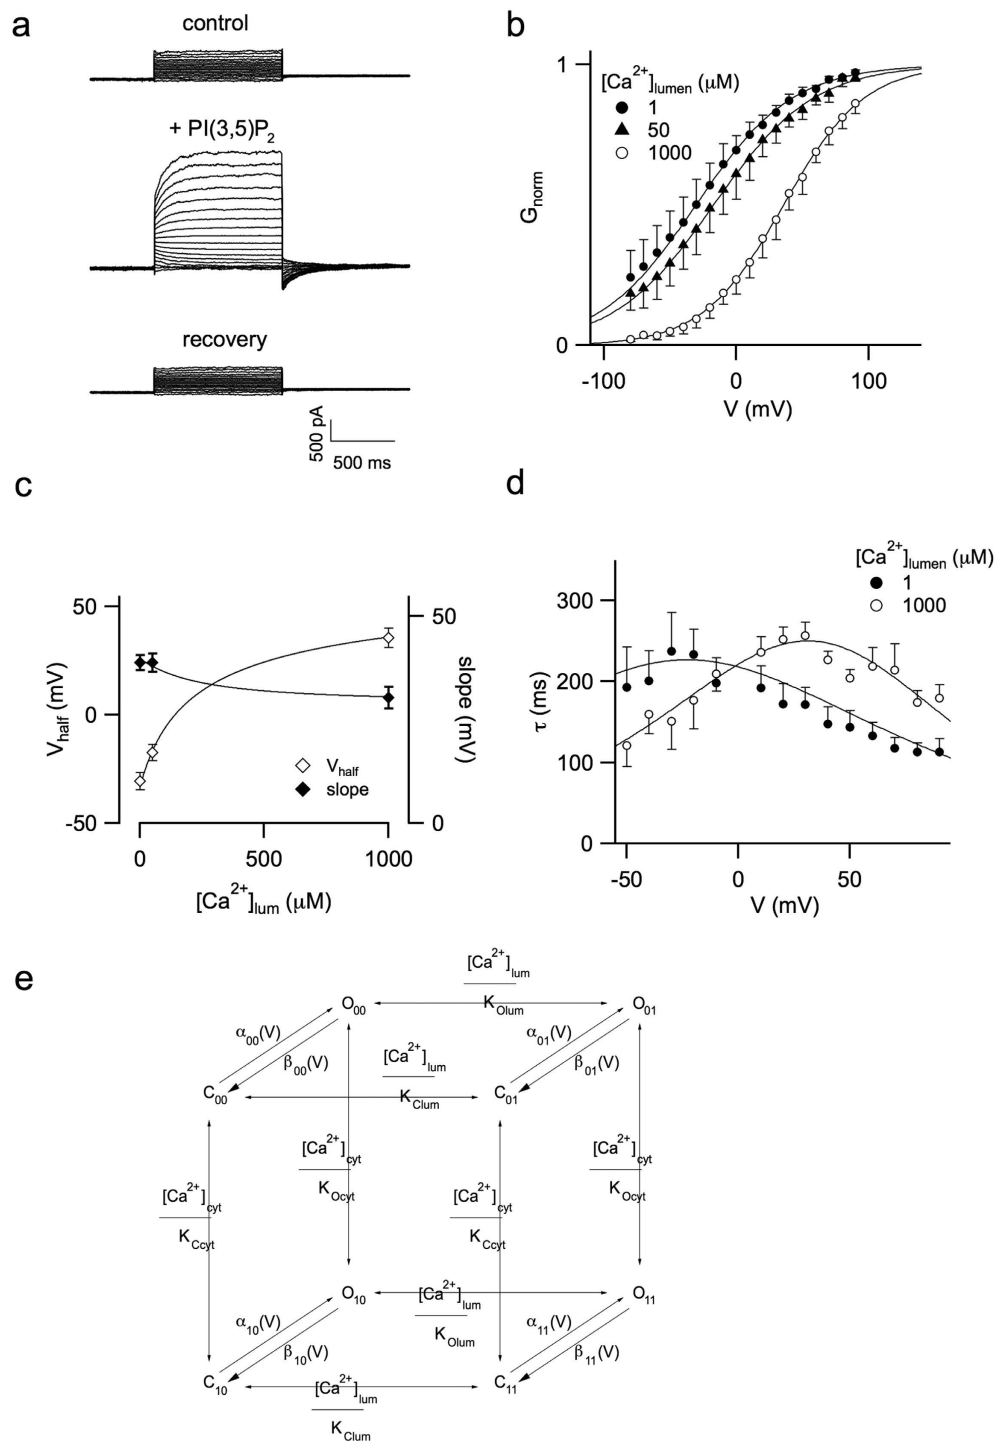 a
control
+ PI(3,5)P2
recovery
500 pA
500 ms
b
1
[Ca2+]lumen (μM)
1
50
1000
Gnorm
0
-100 0 100
V (mV)
c
50
0
-50
Vhalf (mV)
50
0
slope (mV)
Vhalf
slope
0 500 1000
[Ca2+]lum (μM)
d
[Ca2+]lumen (μM)
1
1000
300
200
100
0
τ (ms)
-50 0 50
V (mV)
e
[Ca2+]lum
KOlum
O00
O01
α00(V)
β00(V)
α01(V)
β01(V)
[Ca2+]lum
KClum
C00
C01
[Ca2+]cyt
KOcyt
[Ca2+]cyt
KOcyt
[Ca2+]cyt
KCcyt
[Ca2+]cyt
KCcyt
O10
O11
[Ca2+]lum
KOlum
α10(V)
β10(V)
α11(V)
β11(V)
C10
C11
[Ca2+]lum
KClum